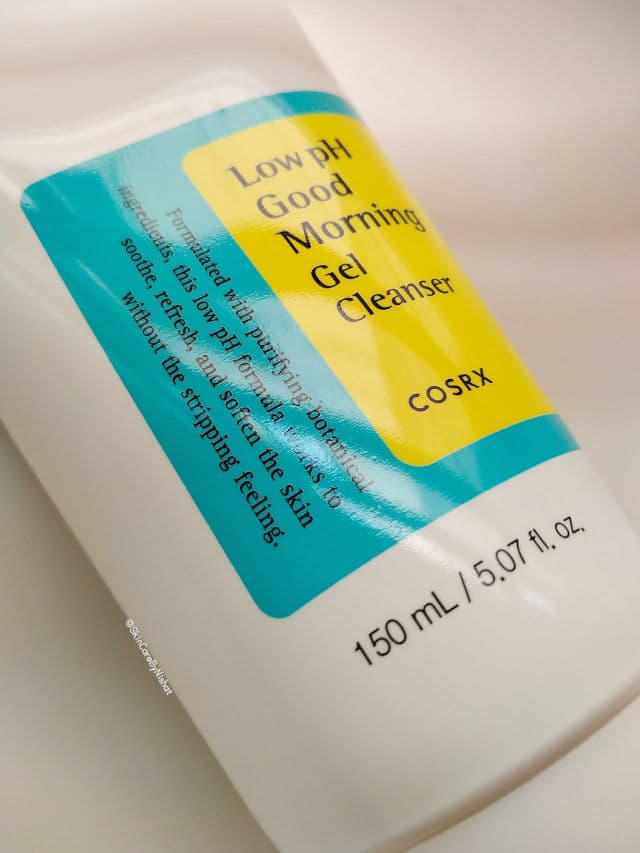 Low pH
Good
Morning
Gel
Cleanser
COSRX
Formulated with purifying botanical
ingredients, this low pH formula works to
soothe, refresh, and soften the skin
without the stripping feeling.
150 mL / 5.07 fl. oz.
@SkinCareByNishat